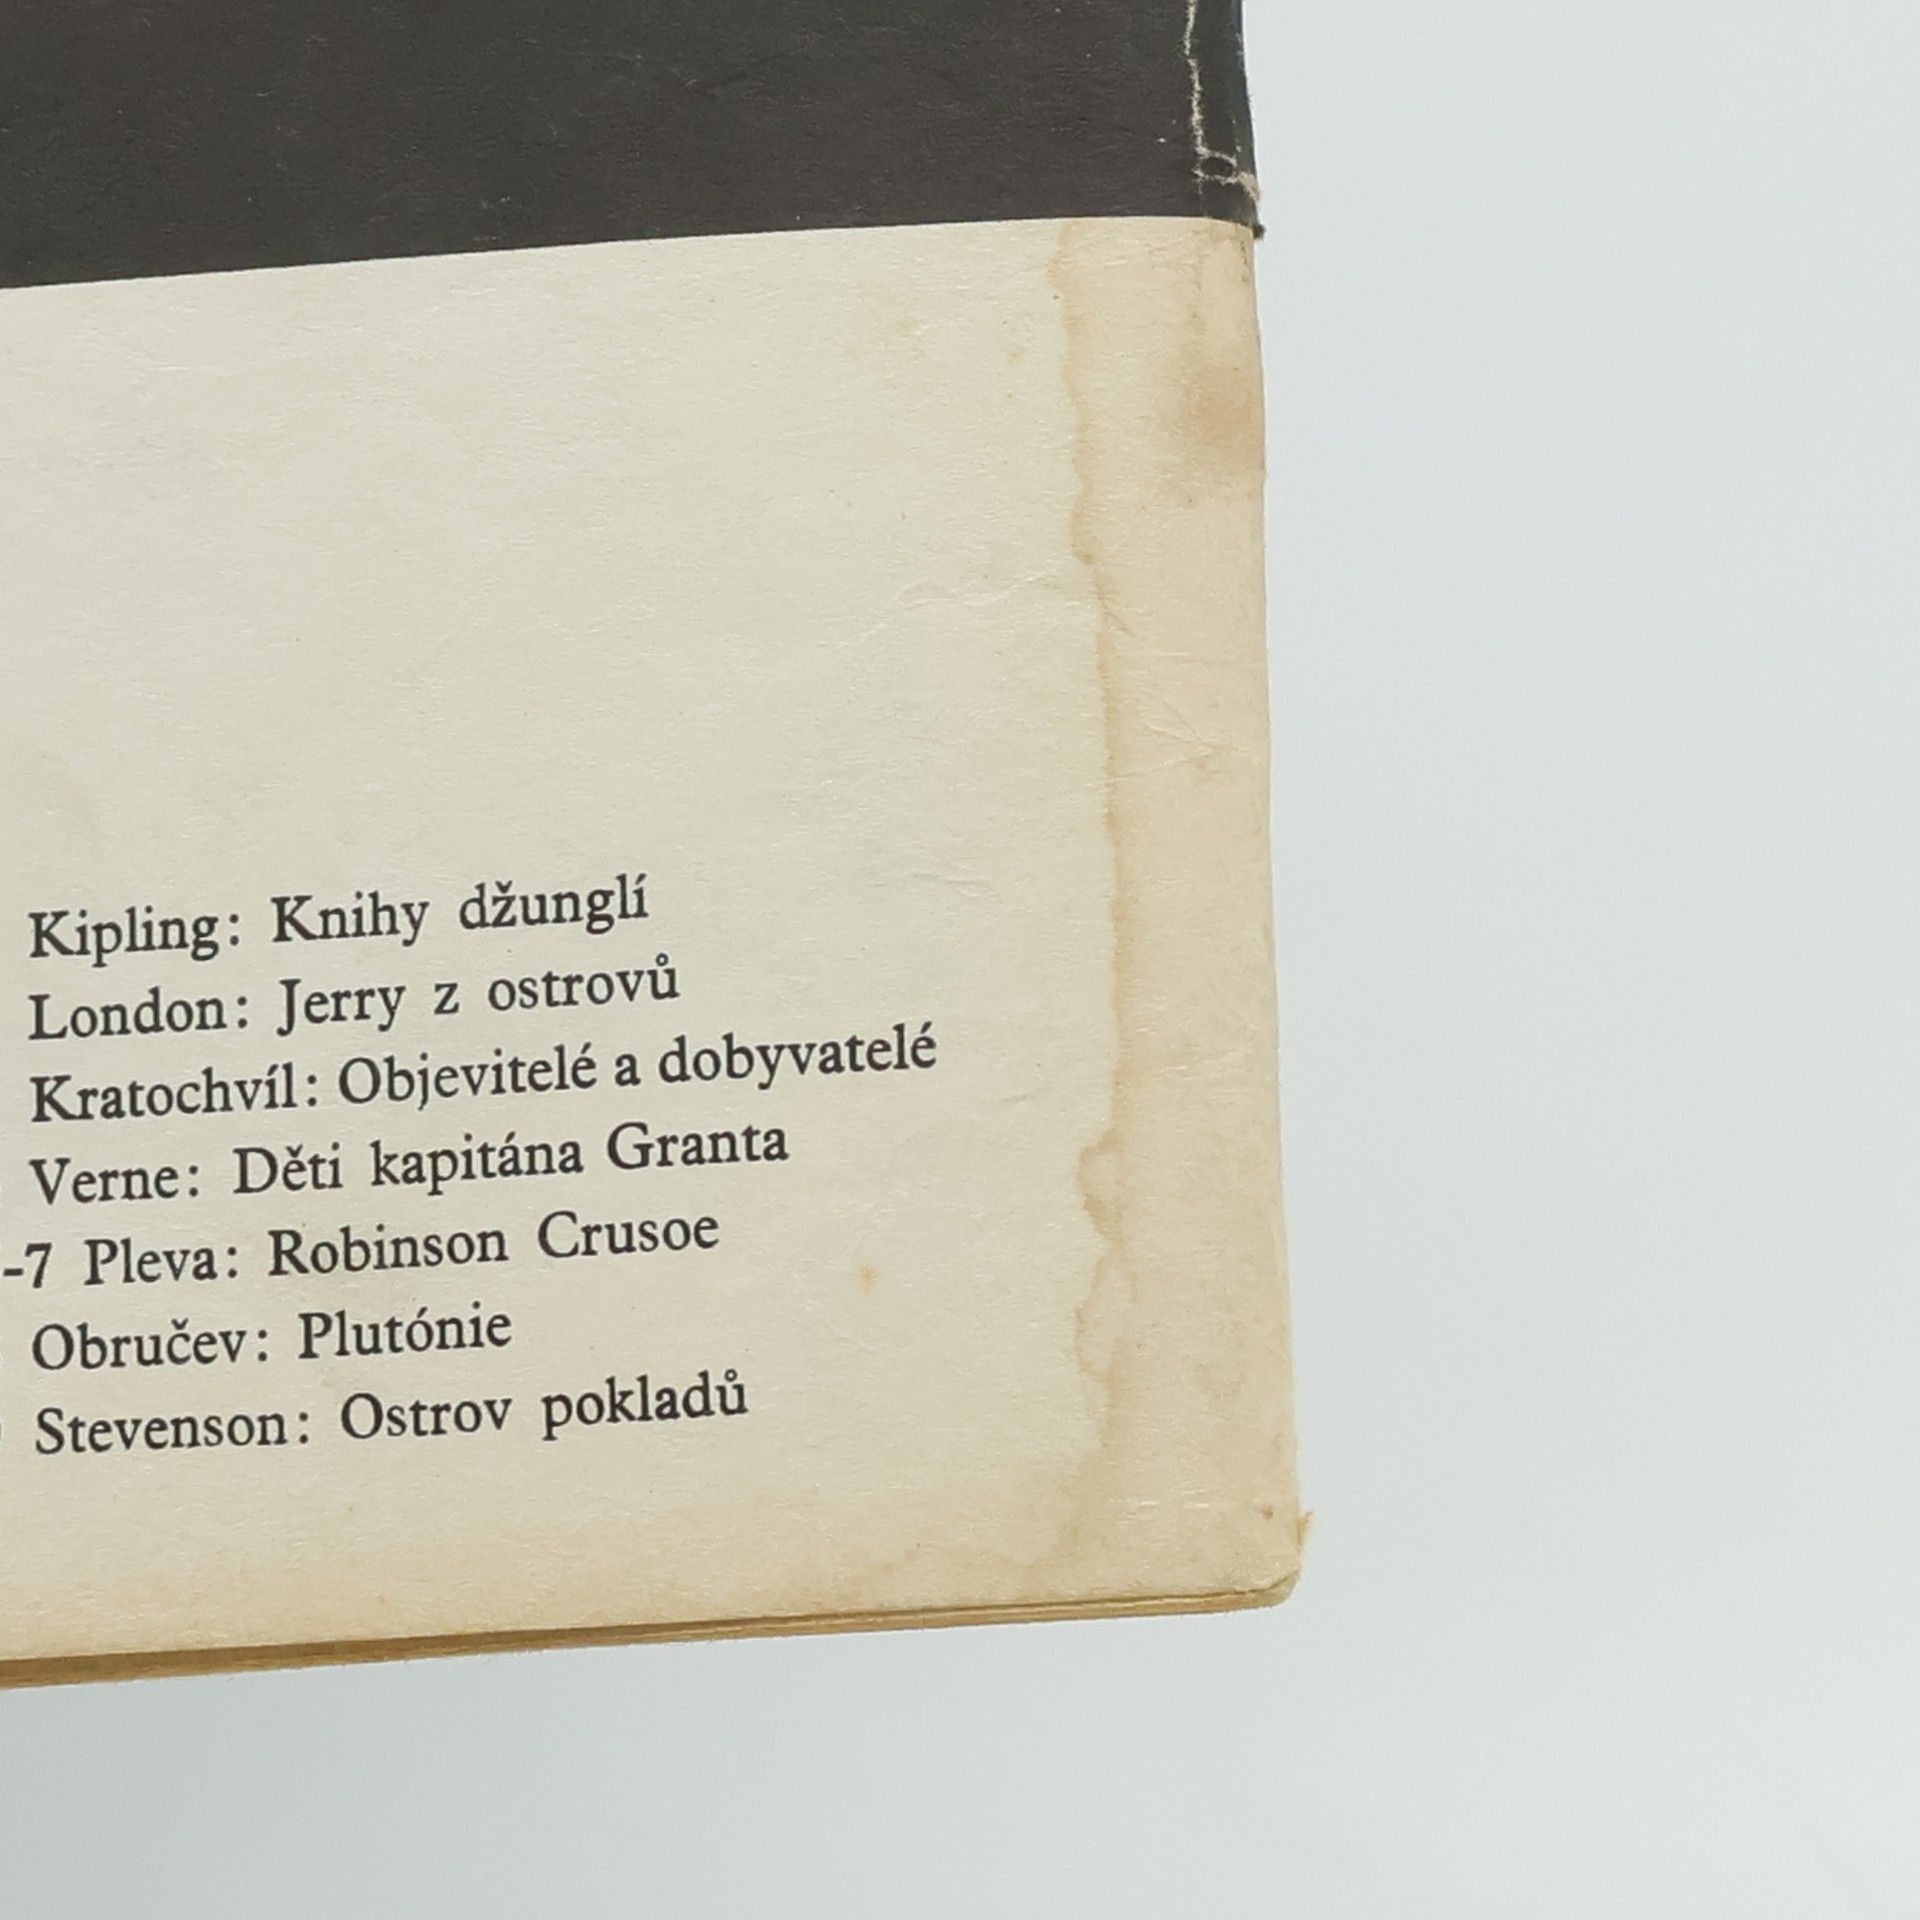 Kipling: Knihy džunglí
London: Jerry z ostrovů
Kratochvíl: Objevitelé a dobyvatelé
Verne: Děti kapitána Granta
-7 Pleva: Robinson Crusoe
Obručev: Plutónie
Stevenson: Ostrov pokladů